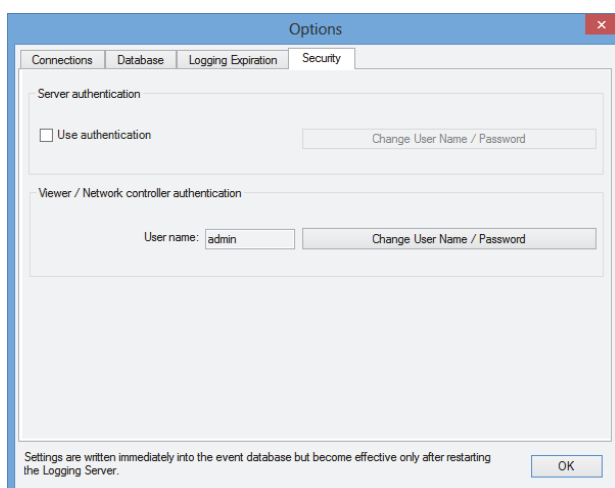 Options
Connections Database Logging Expiration Security
Server authentication
Use authentication Change User Name / Password
Viewer / Network controller authentication
User name: admin Change User Name / Password
Settings are written immediately into the event database but become effective only after restarting
the Logging Server.
OK